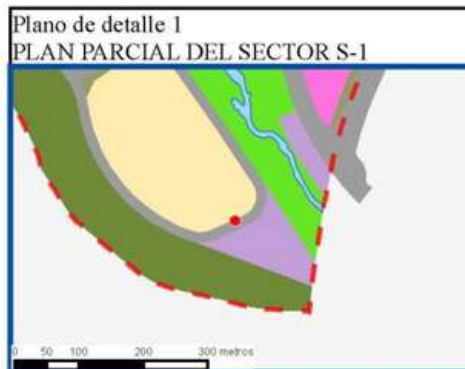 Plano de detalle 1
PLAN PARCIAL DEL SECTOR S-1
0 50 100 200 300 metros